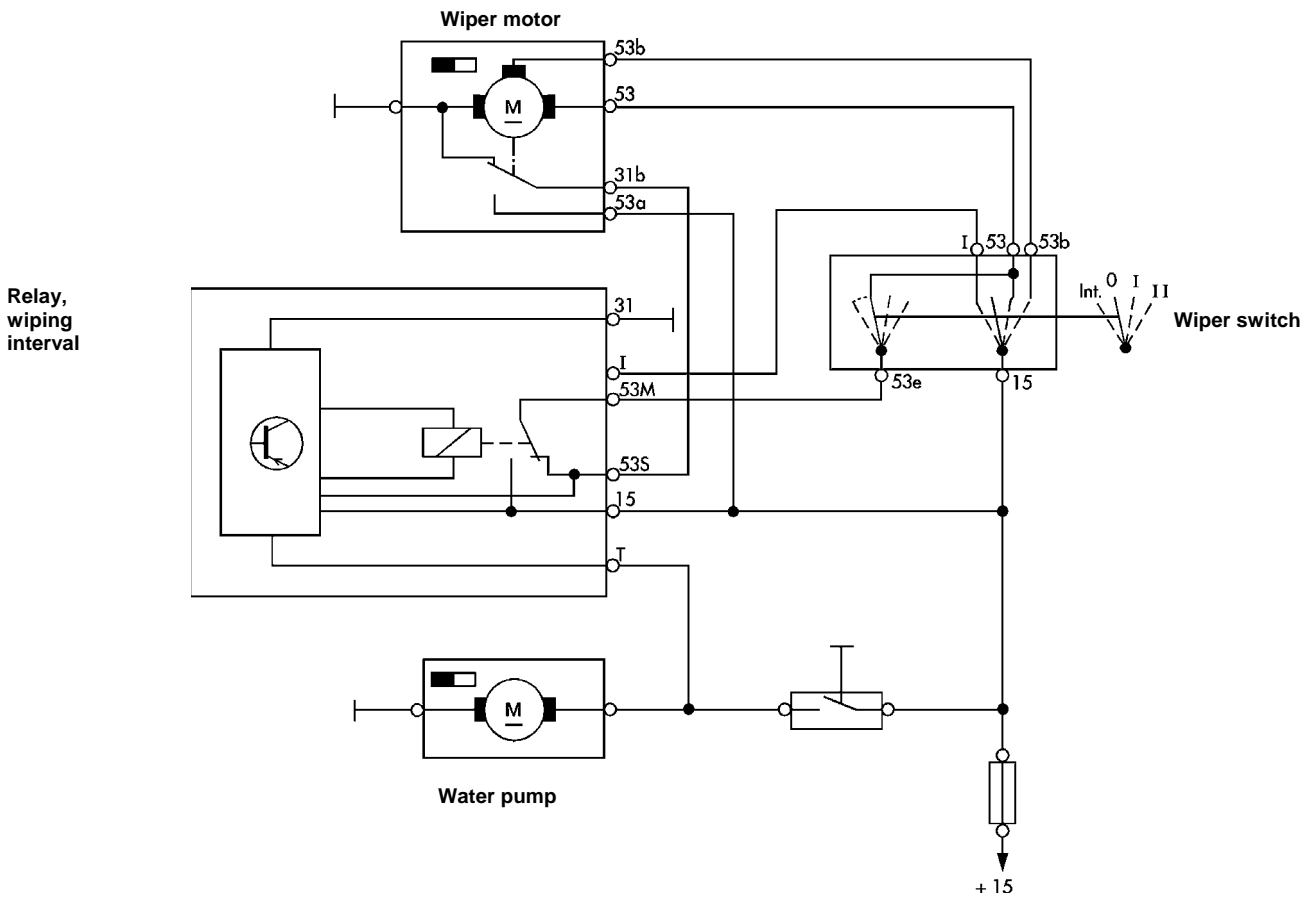 Wiper motor
53b
M
53
31b
53a
I 53 53b
Int. 0 I II
Wiper switch
53e 15
Relay,
wiping
interval
31
I
53M
53S
15
T
M
Water pump
+ 15